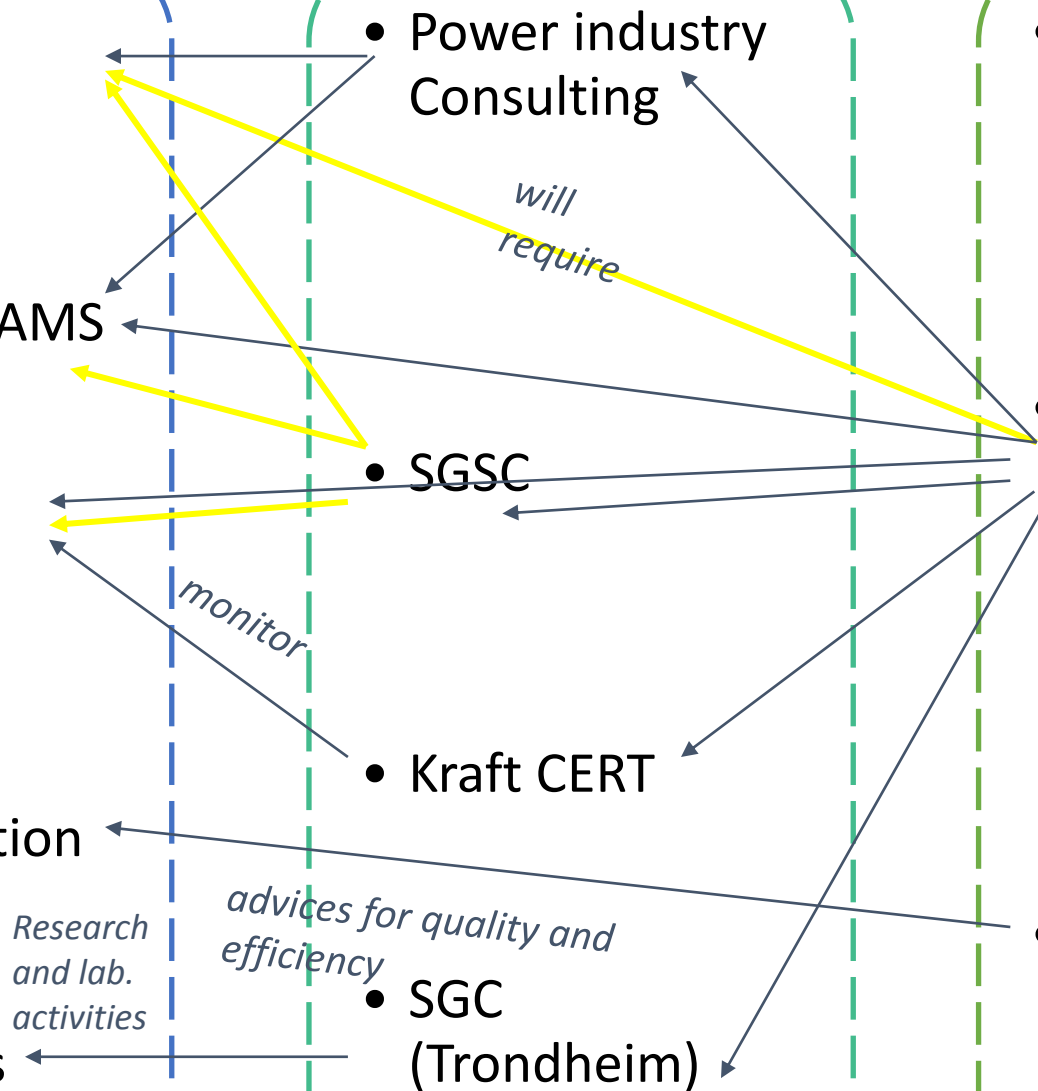 Power industry
Consulting
will
require
AMS
SGSC
monitor
Kraft CERT
tion
advices for quality and
efficiency
Research
and lab.
activities
SGC
(Trondheim)
s